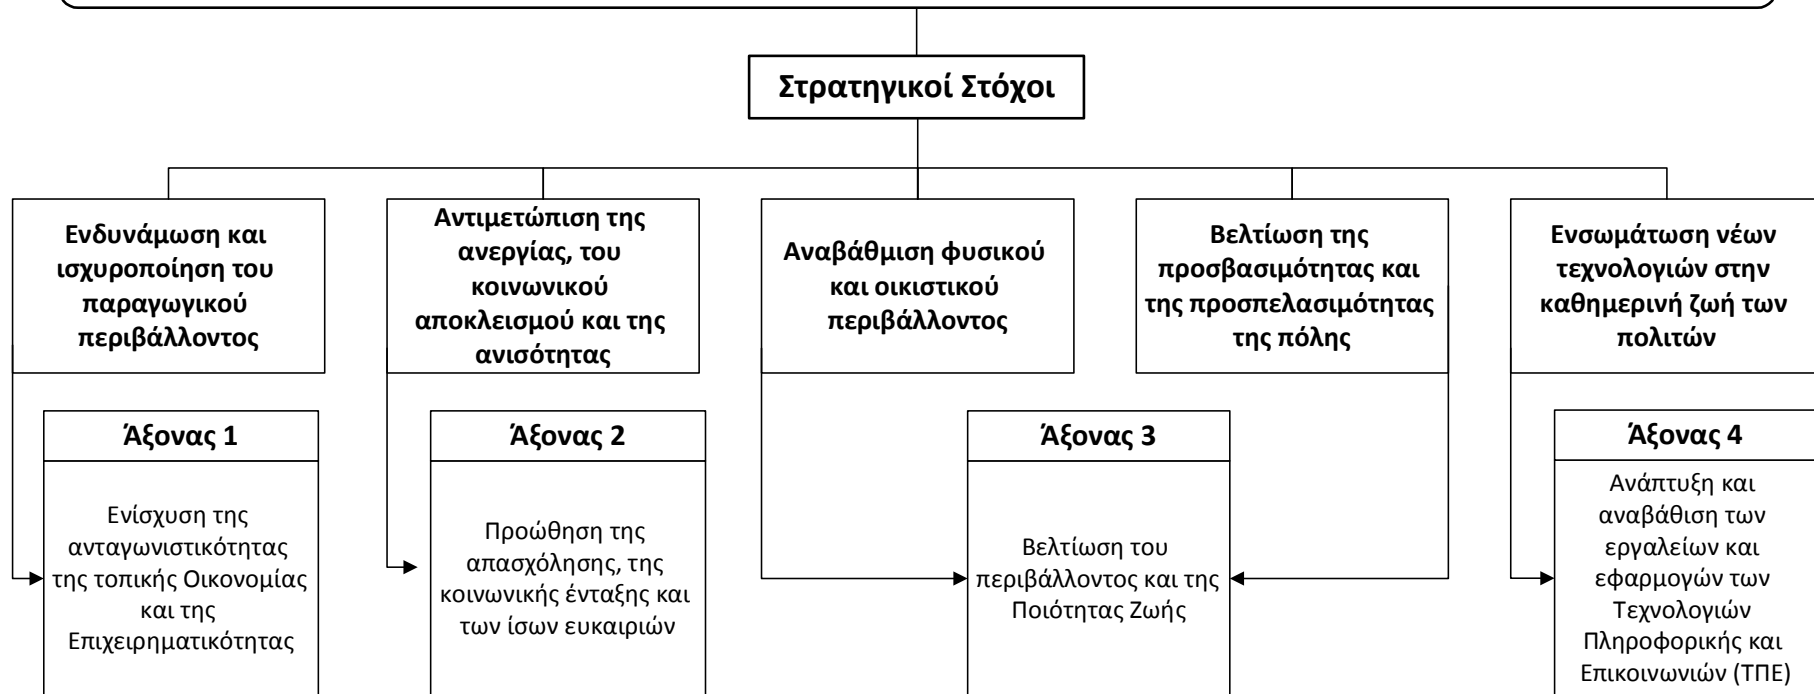 Στρατηγικοί Στόχοι
Ενδυνάμωση και
ισχυροποίηση του
παραγωγικού
περιβάλλοντος
Αντιμετώπιση της
ανεργίας, του
κοινωνικού
αποκλεισμού και της
ανισότητας
Αναβάθμιση φυσικού
και οικιστικού
περιβάλλοντος
Βελτίωση της
προσβασιμότητας και
της προσπελασιμότητας
της πόλης
Ενσωμάτωση νέων
τεχνολογιών στην
καθημερινή ζωή των
πολιτών
Άξονας 1
Ενίσχυση της
ανταγωνιστικότητας
της τοπικής Οικονομίας
και της
Επιχειρηματικότητας
Άξονας 2
Προώθηση της
απασχόλησης, της
κοινωνικής ένταξης και
των ίσων ευκαιριών
Άξονας 3
Βελτίωση του
περιβάλλοντος και της
Ποιότητας Ζωής
Άξονας 4
Ανάπτυξη και
αναβάθιση των
εργαλείων και
εφαρμογών των
Τεχνολογιών
Πληροφορικής και
Επικοινωνιών (ΤΠΕ)